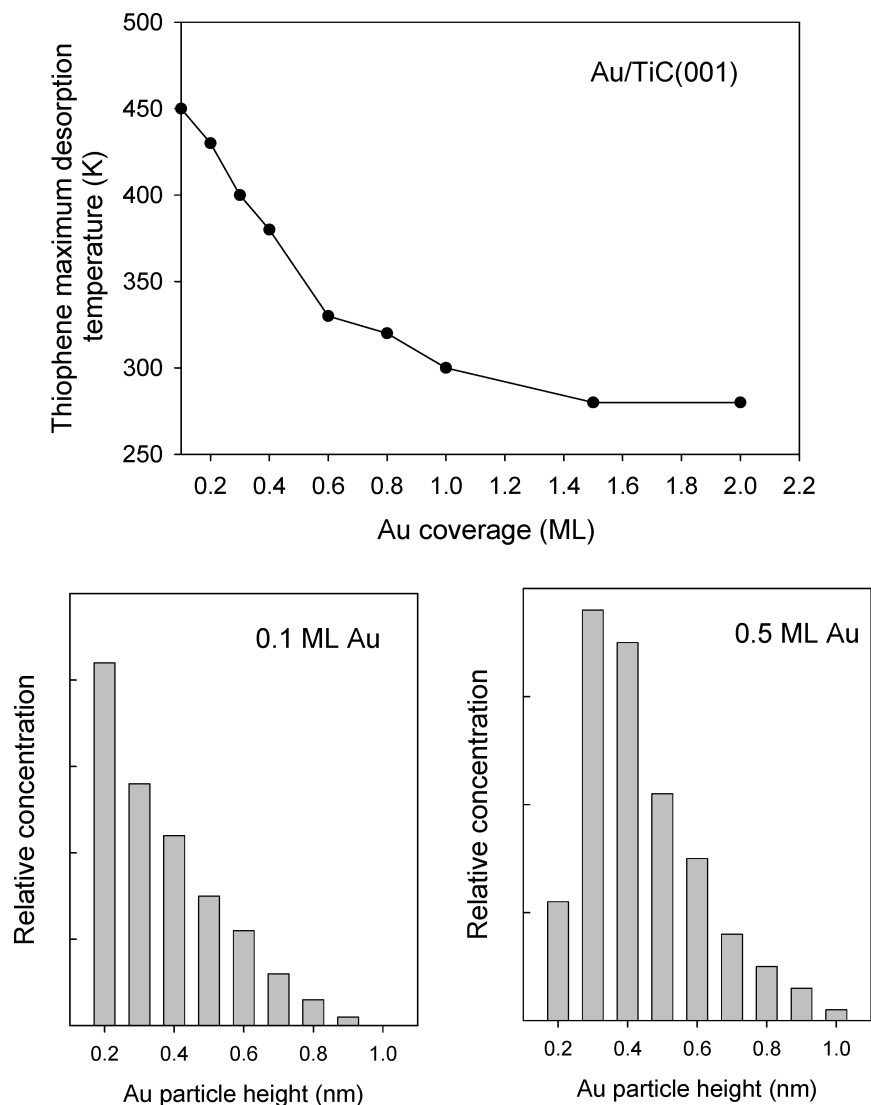 500
450
400
350
300
250
Thiophene maximum desorption
temperature (K)
Au/TiC(001)
0.2 0.4 0.6 0.8 1.0 1.2 1.4 1.6 1.8 2.0 2.2
Au coverage (ML)
0.1 ML Au
Relative concentration
0.2 0.4 0.6 0.8 1.0
Au particle height (nm)
0.5 ML Au
Relative concentration
0.2 0.4 0.6 0.8 1.0
Au particle height (nm)